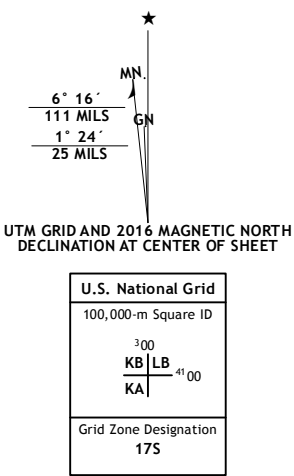 MN.
6° 16´
111 MILS
GN
1° 24´
25 MILS
UTM GRID AND 2016 MAGNETIC NORTH
DECLINATION AT CENTER OF SHEET
U.S. National Grid
100,000-m Square ID
300
KB LB
4100
KA
Grid Zone Designation
17S